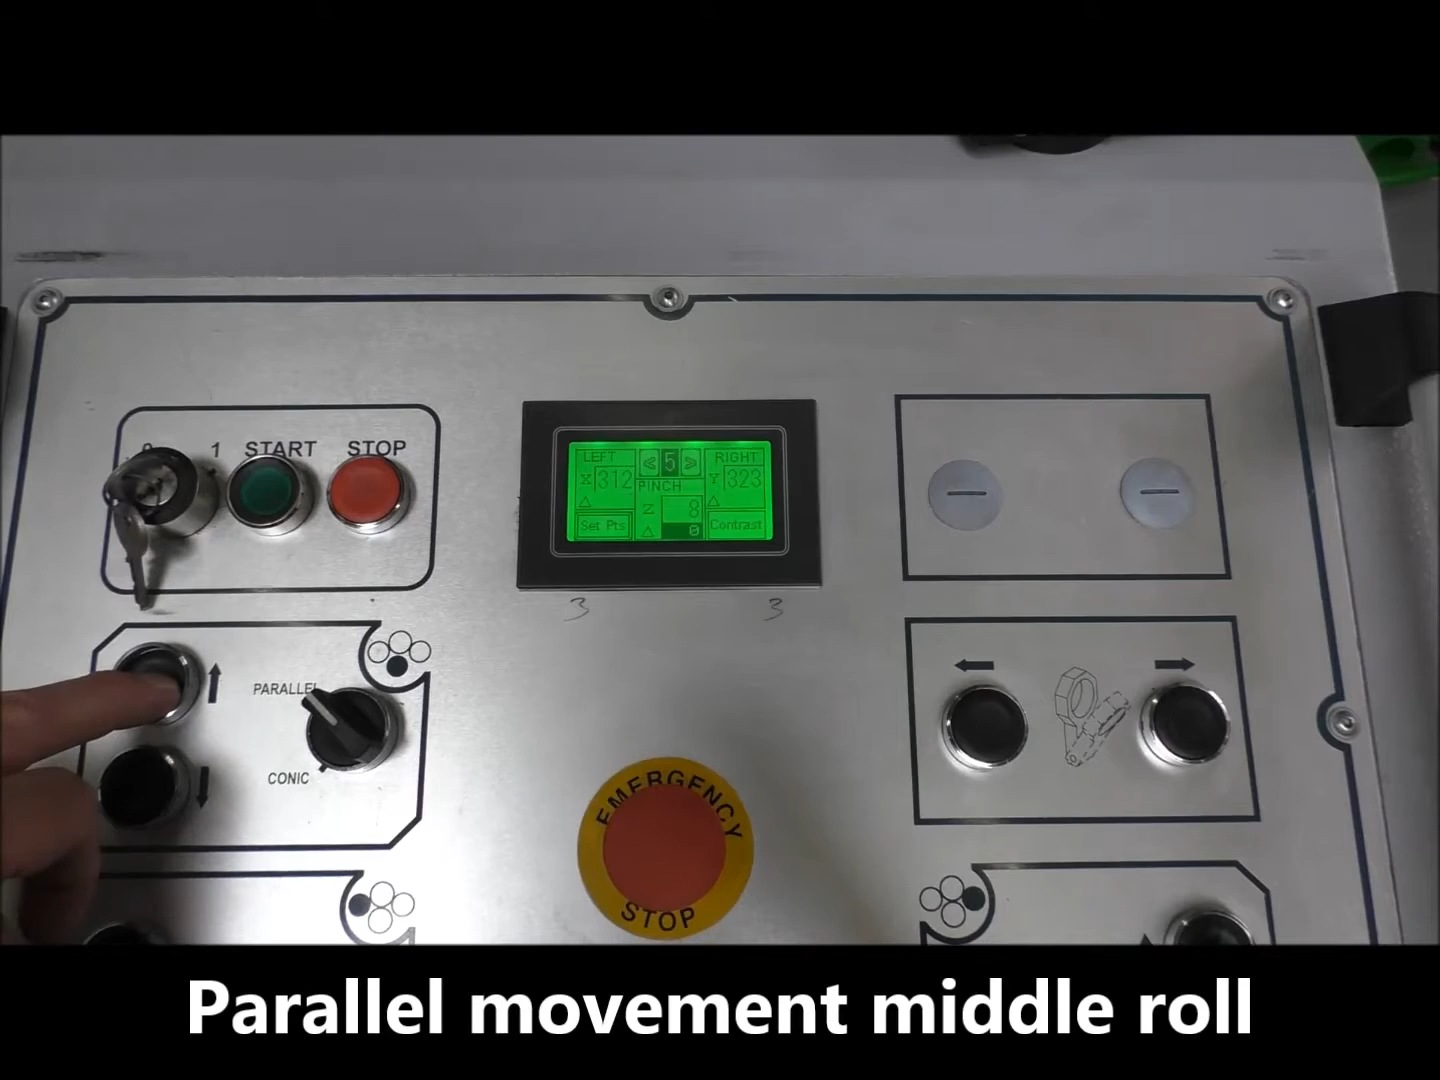 0 1 START STOP
LEFT < 5 > RIGHT
X 312 PINCH Y 323
Z 8
Set Pts 0 Contrast
3 3
PARALLEL
CONIC
EMERGENCY
STOP
Parallel movement middle roll